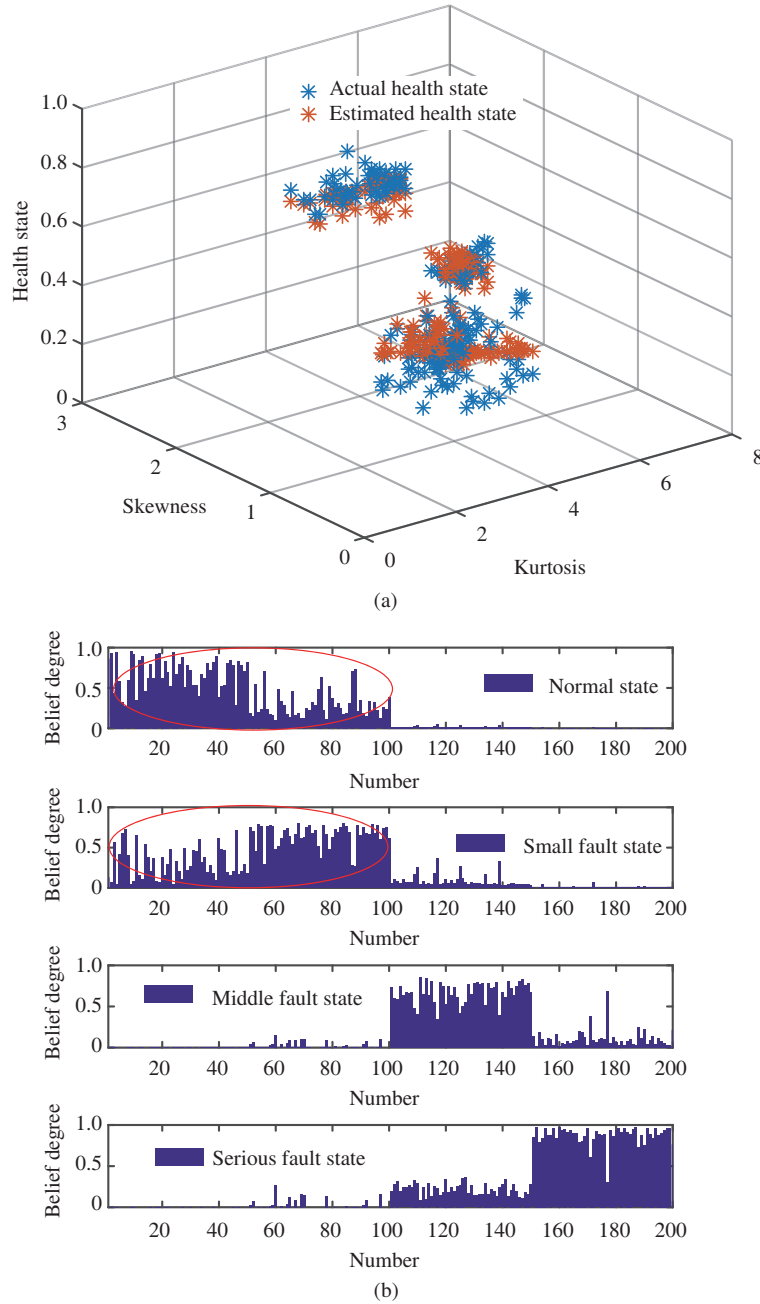 Actual health state
Estimated health state
1.0
0.8
0.6
0.4
0.2
0
Health state
3
2
1
0
Skewness
0
2
4
6
8
Kurtosis
(a)
Belief degree
1.0
0.5
0
Normal state
20 40 60 80 100 120 140 160 180 200
Number
Belief degree
1.0
0.5
0
Small fault state
20 40 60 80 100 120 140 160 180 200
Number
Belief degree
1.0
0.5
0
Middle fault state
20 40 60 80 100 120 140 160 180 200
Number
Belief degree
1.0
0.5
0
Serious fault state
20 40 60 80 100 120 140 160 180 200
Number
(b)